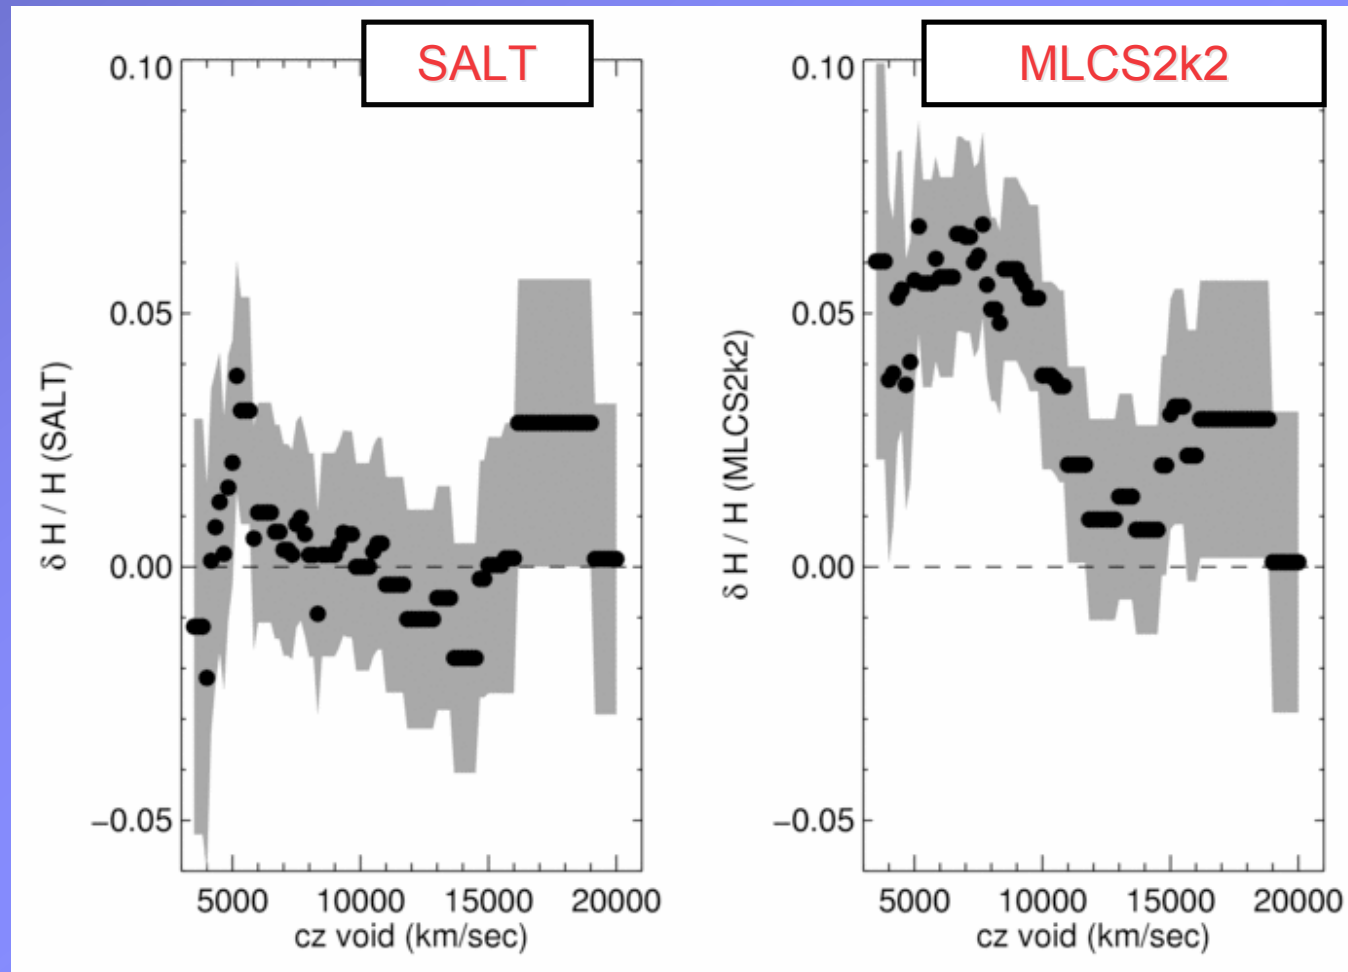 SALT
0.10
0.05
0.00
−0.05
δ H / H (SALT)
5000 10000 15000 20000
cz void (km/sec)
MLCS2k2
0.10
0.05
0.00
−0.05
δ H / H (MLCS2k2)
5000 10000 15000 20000
cz void (km/sec)